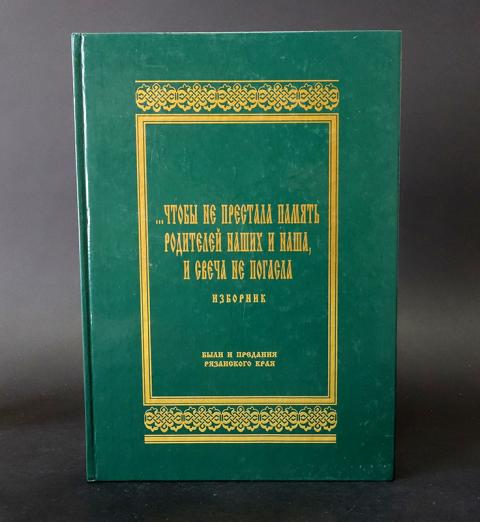 ...ЧТОБЫ НЕ ПРЕСТАЛА ПАМЯТЬ
РОДИТЕЛЕЙ НАШИХ И НАША,
И СВЕЧА НЕ ПОГАСЛА
ИЗБОРНИК
БЫЛИ И ПРЕДАНИЯ
РЯЗАНСКОГО КРАЯ